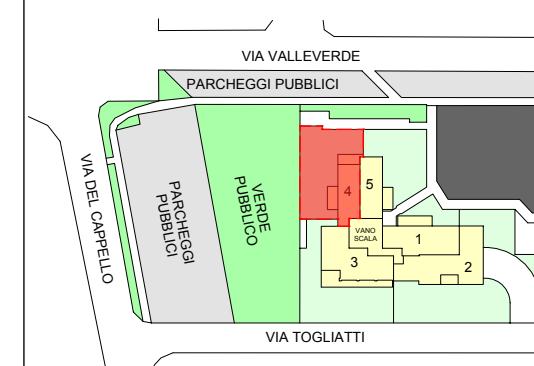 VIA VALLEVERDE
PARCHEGGI PUBBLICI
VIA DEL CAPPELLO
PARCHEGGI
PUBBLICI
VERDE
PUBBLICO
4
5
VANO
SCALA
1
3
2
VIA TOGLIATTI